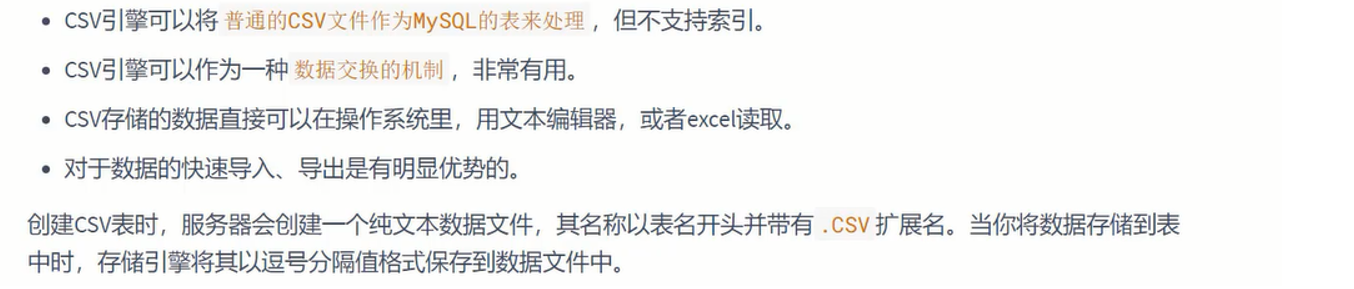 • CSV引擎可以将 普通的CSV文件作为MySQL的表来处理 ，但不支持索引。
• CSV引擎可以作为一种 数据交换的机制 ，非常有用。
• CSV存储的数据直接可以在操作系统里，用文本编辑器，或者excel读取。
• 对于数据的快速导入、导出是有明显优势的。
创建CSV表时，服务器会创建一个纯文本数据文件，其名称以表名开头并带有 .CSV 扩展名。当你将数据存储到表
中时，存储引擎将其以逗号分隔值格式保存到数据文件中。